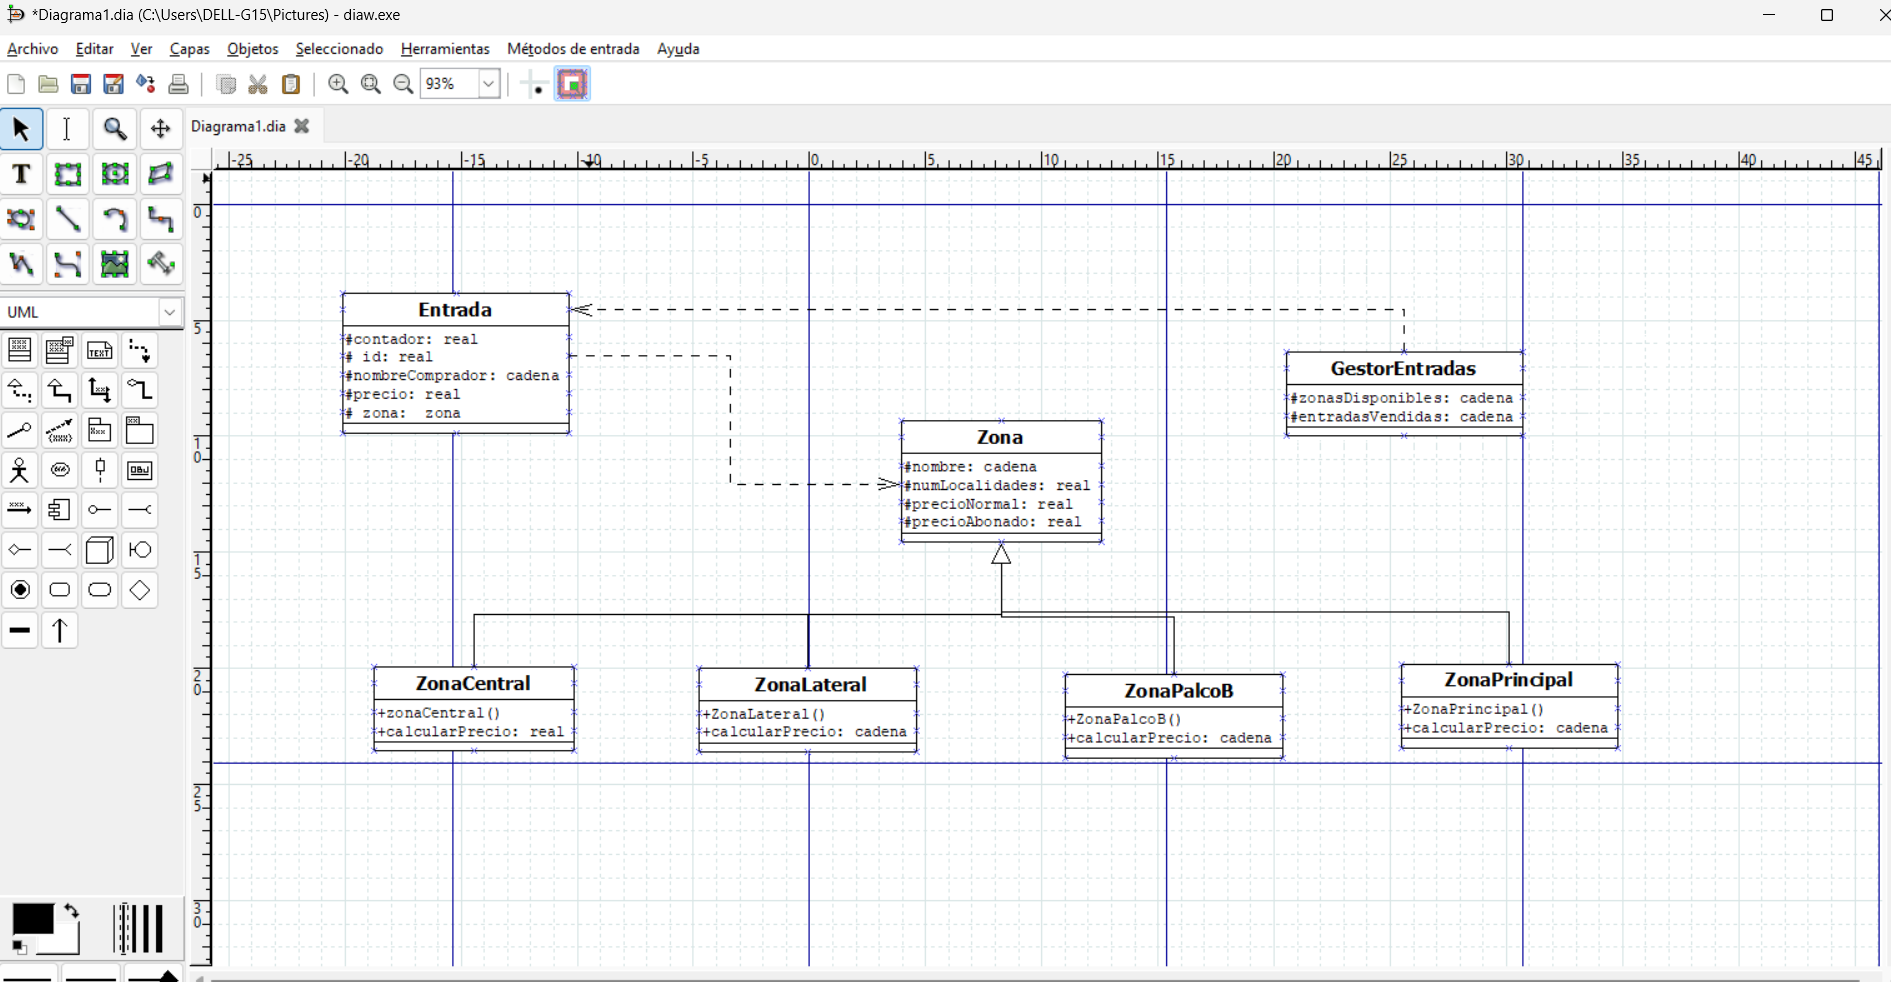 *Diagrama1.dia (C:\Users\DELL-G15\Pictures) - diaw.exe
Archivo Editar Ver Capas Objetos Seleccionado Herramientas Métodos de entrada Ayuda
93%
Diagrama1.dia
-25 -20 -15 -10 -5 0 5 10 15 20 25 30 35 40 45
T
UML
TEXT
OBJ
0
5
10
15
20
25
30
Entrada
#contador: real
# id: real
#nombreComprador: cadena
#precio: real
# zona:  zona
GestorEntradas
#zonasDisponibles: cadena
#entradasVendidas: cadena
Zona
#nombre: cadena
#numLocalidades: real
#precioNormal: real
#precioAbonado: real
ZonaCentral
+zonaCentral()
+calcularPrecio: real
ZonaLateral
+ZonaLateral()
+calcularPrecio: cadena
ZonaPalcoB
+ZonaPalcoB()
+calcularPrecio: cadena
ZonaPrincipal
+ZonaPrincipal()
+calcularPrecio: cadena